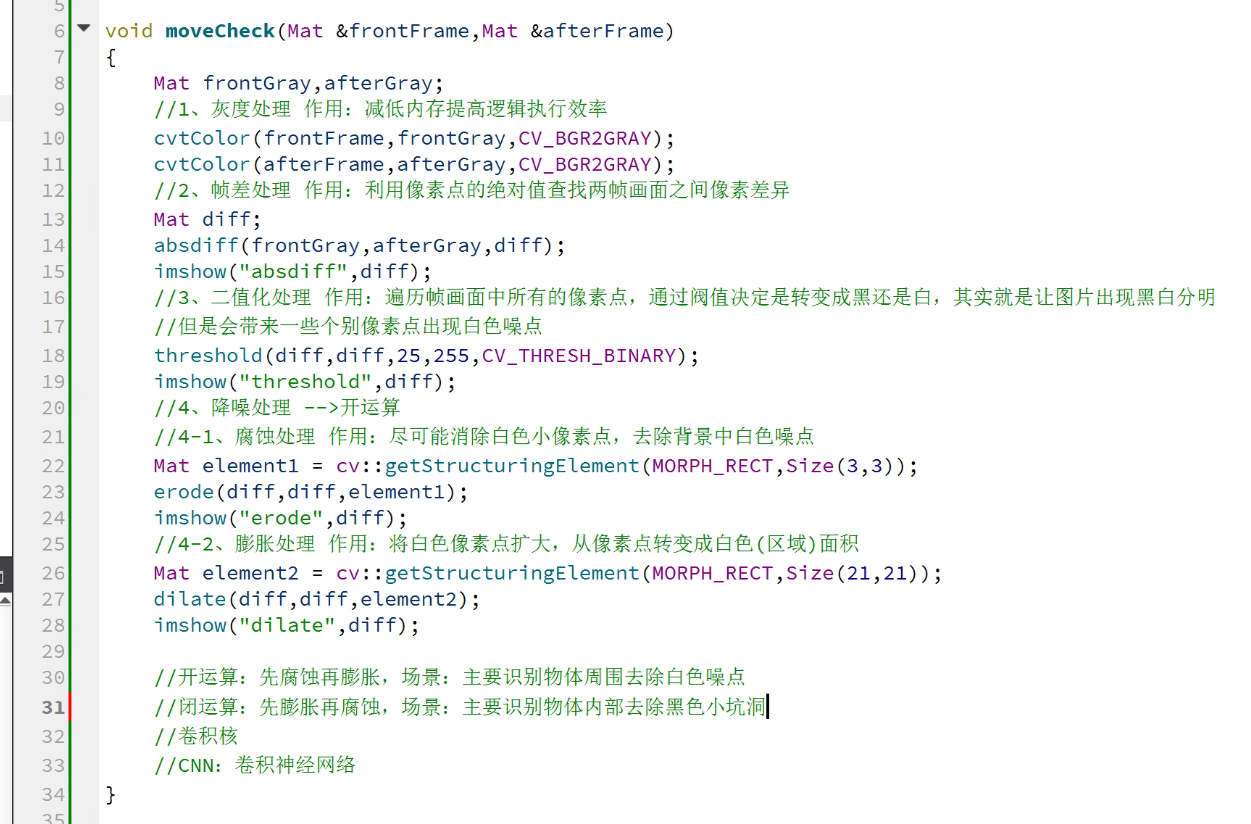 5
6 void moveCheck(Mat &frontFrame,Mat &afterFrame)
7 {
8 Mat frontGray,afterGray;
9 //1、灰度处理 作用：减低内存提高逻辑执行效率
10 cvtColor(frontFrame,frontGray,CV_BGR2GRAY);
11 cvtColor(afterFrame,afterGray,CV_BGR2GRAY);
12 //2、帧差处理 作用：利用像素点的绝对值查找两帧画面之间像素差异
13 Mat diff;
14 absdiff(frontGray,afterGray,diff);
15 imshow("absdiff",diff);
16 //3、二值化处理 作用：遍历帧画面中所有的像素点，通过阀值决定是转变成黑还是白，其实就是让图片出现黑白分明
17 //但是会带来一些个别像素点出现白色噪点
18 threshold(diff,diff,25,255,CV_THRESH_BINARY);
19 imshow("threshold",diff);
20 //4、降噪处理 -->开运算
21 //4-1、腐蚀处理 作用：尽可能消除白色小像素点，去除背景中白色噪点
22 Mat element1 = cv::getStructuringElement(MORPH_RECT,Size(3,3));
23 erode(diff,diff,element1);
24 imshow("erode",diff);
25 //4-2、膨胀处理 作用：将白色像素点扩大，从像素点转变成白色(区域)面积
26 Mat element2 = cv::getStructuringElement(MORPH_RECT,Size(21,21));
27 dilate(diff,diff,element2);
28 imshow("dilate",diff);
29
30 //开运算：先腐蚀再膨胀，场景：主要识别物体周围去除白色噪点
31 //闭运算：先膨胀再腐蚀，场景：主要识别物体内部去除黑色小坑洞
32 //卷积核
33 //CNN：卷积神经网络
34 }
35